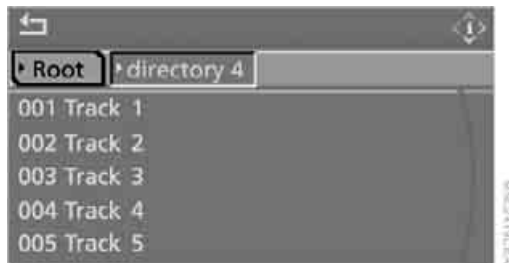 Root directory 4
001 Track 1
002 Track 2
003 Track 3
004 Track 4
005 Track 5